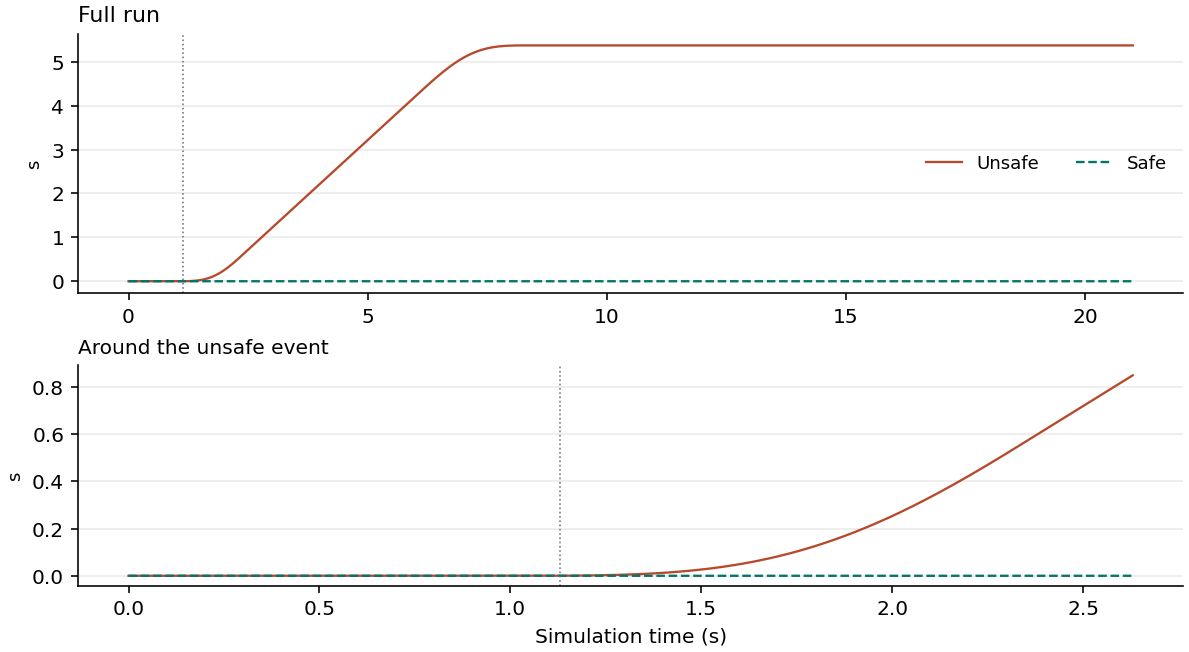 Full run
5
4
3
2
1
0
s
Unsafe
Safe
0 5 10 15 20
Around the unsafe event
0.8
0.6
0.4
0.2
0.0
s
0.0 0.5 1.0 1.5 2.0 2.5
Simulation time (s)